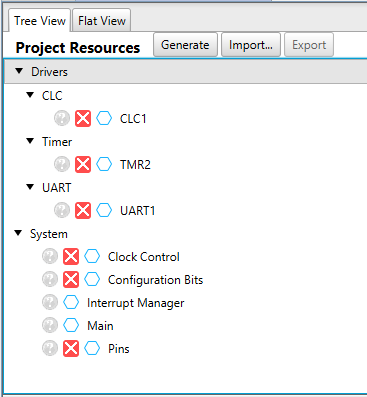 Tree View Flat View
Project Resources Generate Import... Export
Drivers
CLC
CLC1
Timer
TMR2
UART
UART1
System
Clock Control
Configuration Bits
Interrupt Manager
Main
Pins